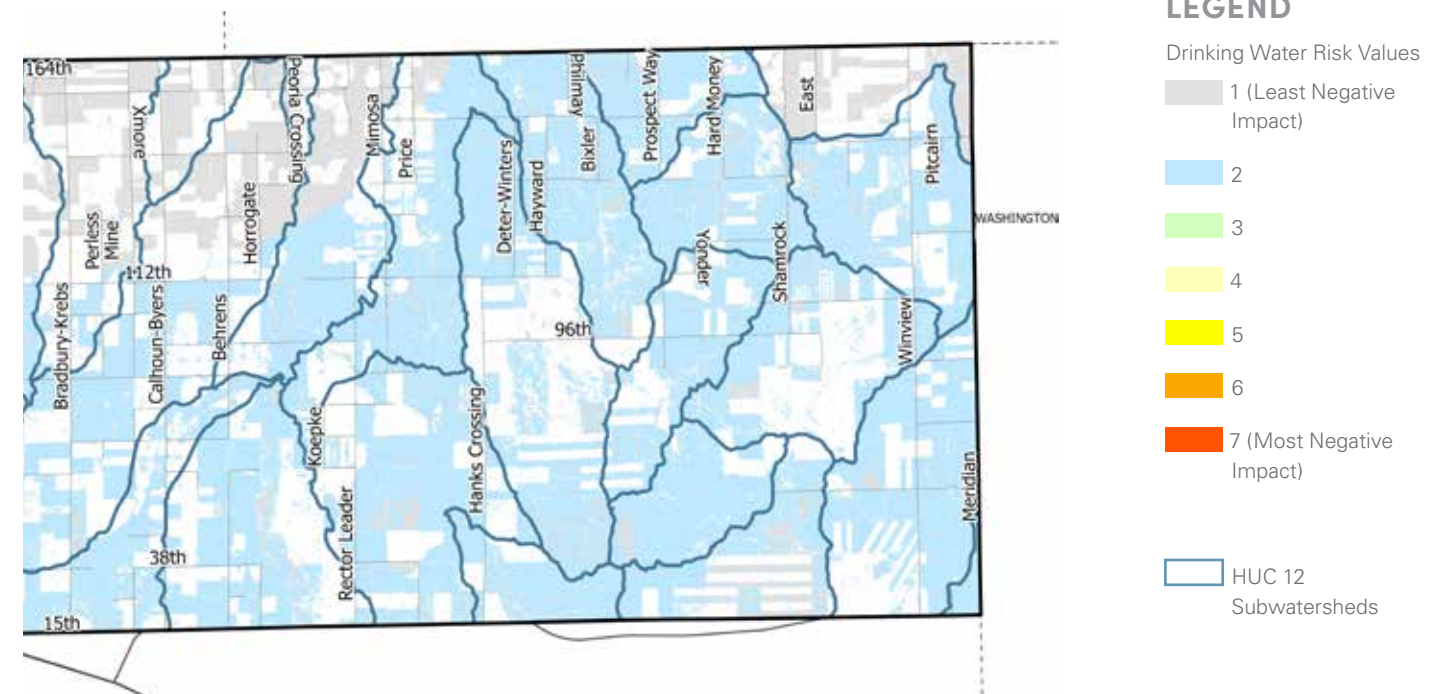 LEGEND
Drinking Water Risk Values
1 (Least Negative
Impact)
2
3
4
5
6
7 (Most Negative
Impact)
HUC 12
Subwatersheds
164th
Xmore
Peoria Crossing
Mimosa
Price
Philmay
Bixler
Prospect Way
Hard Money
East
Pitcairn
Perless
Mine
Horrogate
Deter-Winters
Hayward
WASHINGTON
112th
Yonder
Shamrock
Bradbury-Krebs
Calhoun-Byers
Behrens
96th
Winview
Koepke
Hanks Crossing
Rector Leader
Meridian
38th
15th